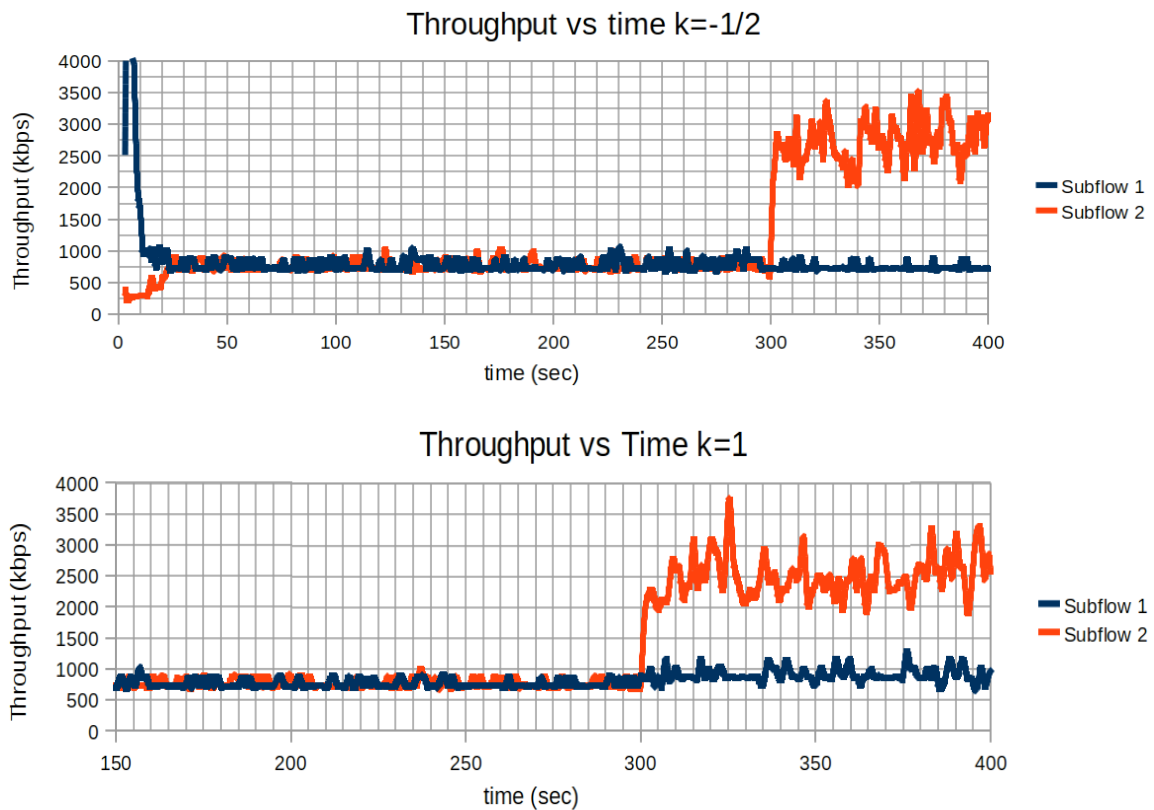 Throughput vs time k=-1/2
Throughput (kbps)
4000
3500
3000
2500
2000
1500
1000
500
0
0 50 100 150 200 250 300 350 400
time (sec)
Subflow 1
Subflow 2
Throughput vs Time k=1
Throughput (kbps)
4000
3500
3000
2500
2000
1500
1000
500
0
150 200 250 300 350 400
time (sec)
Subflow 1
Subflow 2